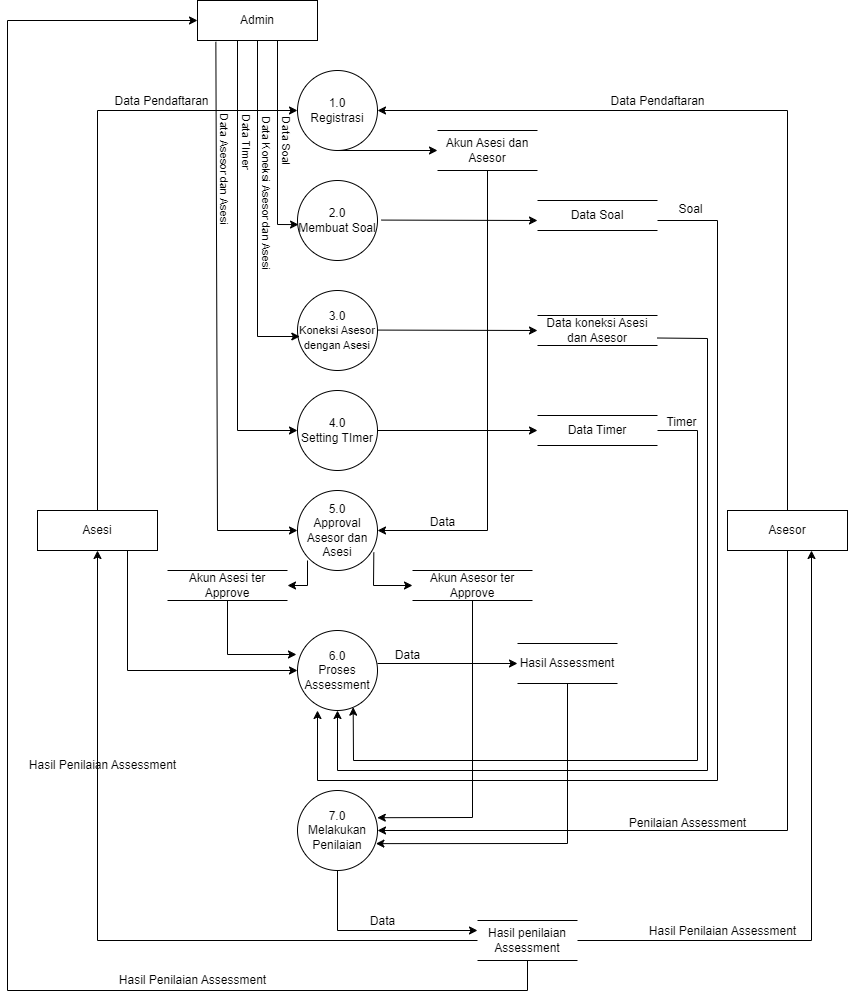 Admin
Data Pendaftaran
1.0
Registrasi
Data Pendaftaran
Data Asesor dan Asesi
Data TImer
Data Koneksi Asesor dan Asesi
Data Soal
Akun Asesi dan
Asesor
2.0
Membuat Soal
Data Soal
Soal
3.0
Koneksi Asesor
dengan Asesi
Data koneksi Asesi
dan Asesor
4.0
Setting TImer
Data Timer
Timer
Asesi
5.0
Approval
Asesor dan
Asesi
Data
Asesor
Akun Asesi ter
Approve
Akun Asesor ter
Approve
6.0
Proses
Assessment
Data
Hasil Assessment
Hasil Penilaian Assessment
7.0
Melakukan
Penilaian
Penilaian Assessment
Data
Hasil penilaian
Assessment
Hasil Penilaian Assessment
Hasil Penilaian Assessment